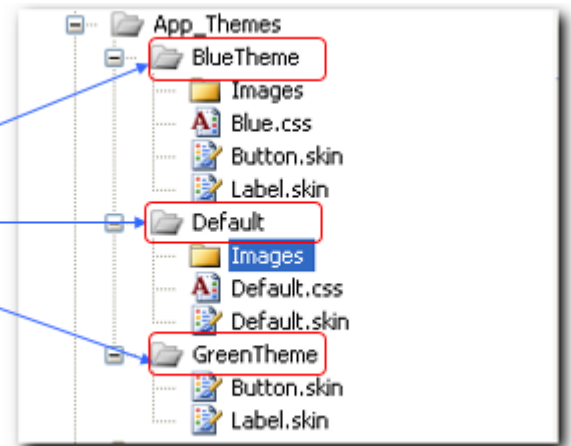 App_Themes
BlueTheme
Images
Blue.css
Button.skin
Label.skin
Default
Images
Default.css
Default.skin
GreenTheme
Button.skin
Label.skin